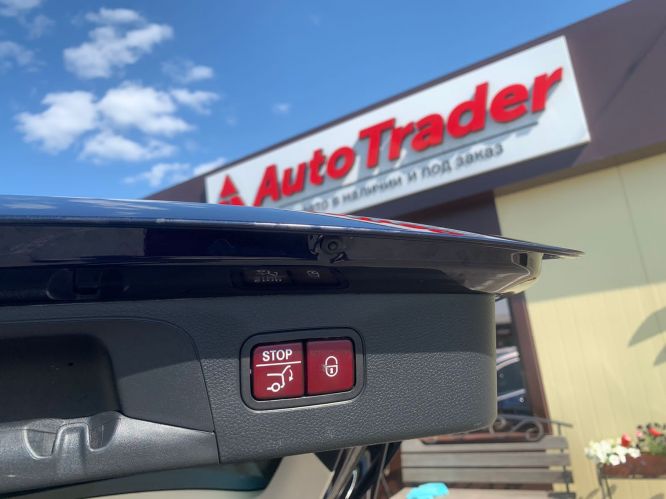 AutoTrader
авто в наличии и под заказ
STOP